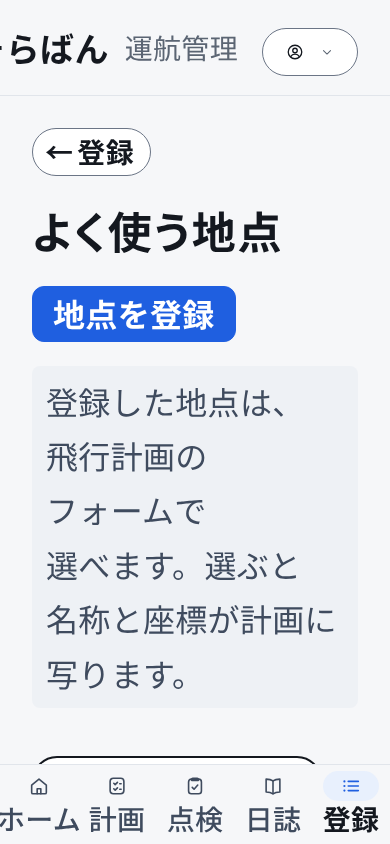 らばん 運航管理
← 登録
よく使う地点
地点を登録
登録した地点は、
飛行計画の
フォームで
選べます。選ぶと
名称と座標が計画に
写ります。
ホーム 計画 点検 日誌 登録